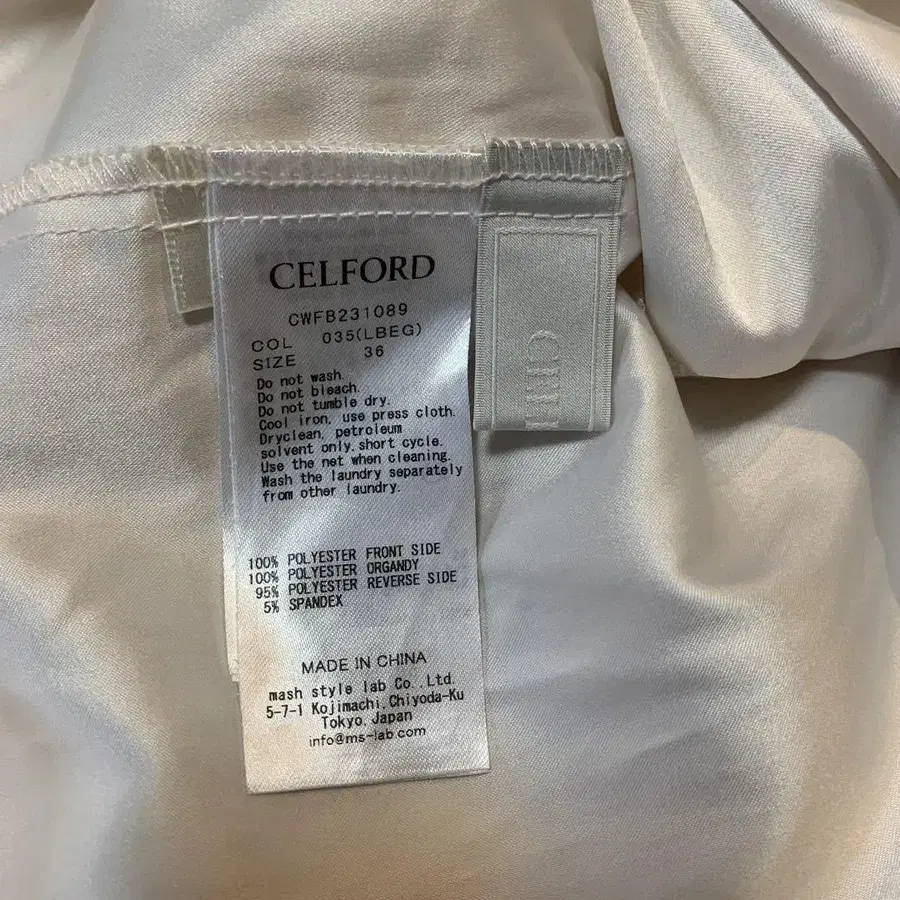 CELFORD
CWFB231089
COL 035(LBEG)
SIZE 36
Do not wash.
Do not bleach.
Do not tumble dry.
Cool iron, use press cloth.
Dryclean, petroleum
solvent only, short cycle.
Use the net when cleaning.
Wash the laundry separately
from other laundry.
100% POLYESTER FRONT SIDE
100% POLYESTER ORGANDY
95% POLYESTER REVERSE SIDE
5% SPANDEX
MADE IN CHINA
mash style lab Co., Ltd.
5-7-1 Kojimachi, Chiyoda-Ku
Tokyo, Japan
info@ms-lab.com